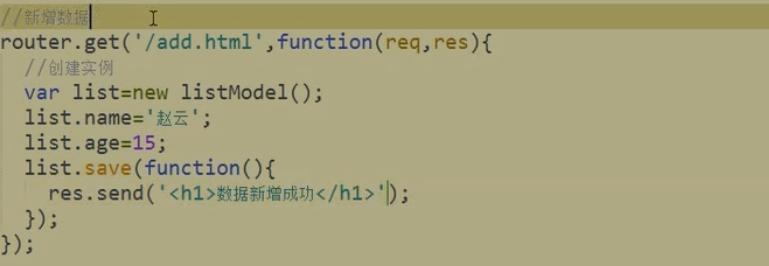 //新增数据
router.get('/add.html',function(req,res){
//创建实例
var list=new listModel();
list.name='赵云';
list.age=15;
list.save(function(){
res.send('<h1>数据新增成功</h1>');
});
});